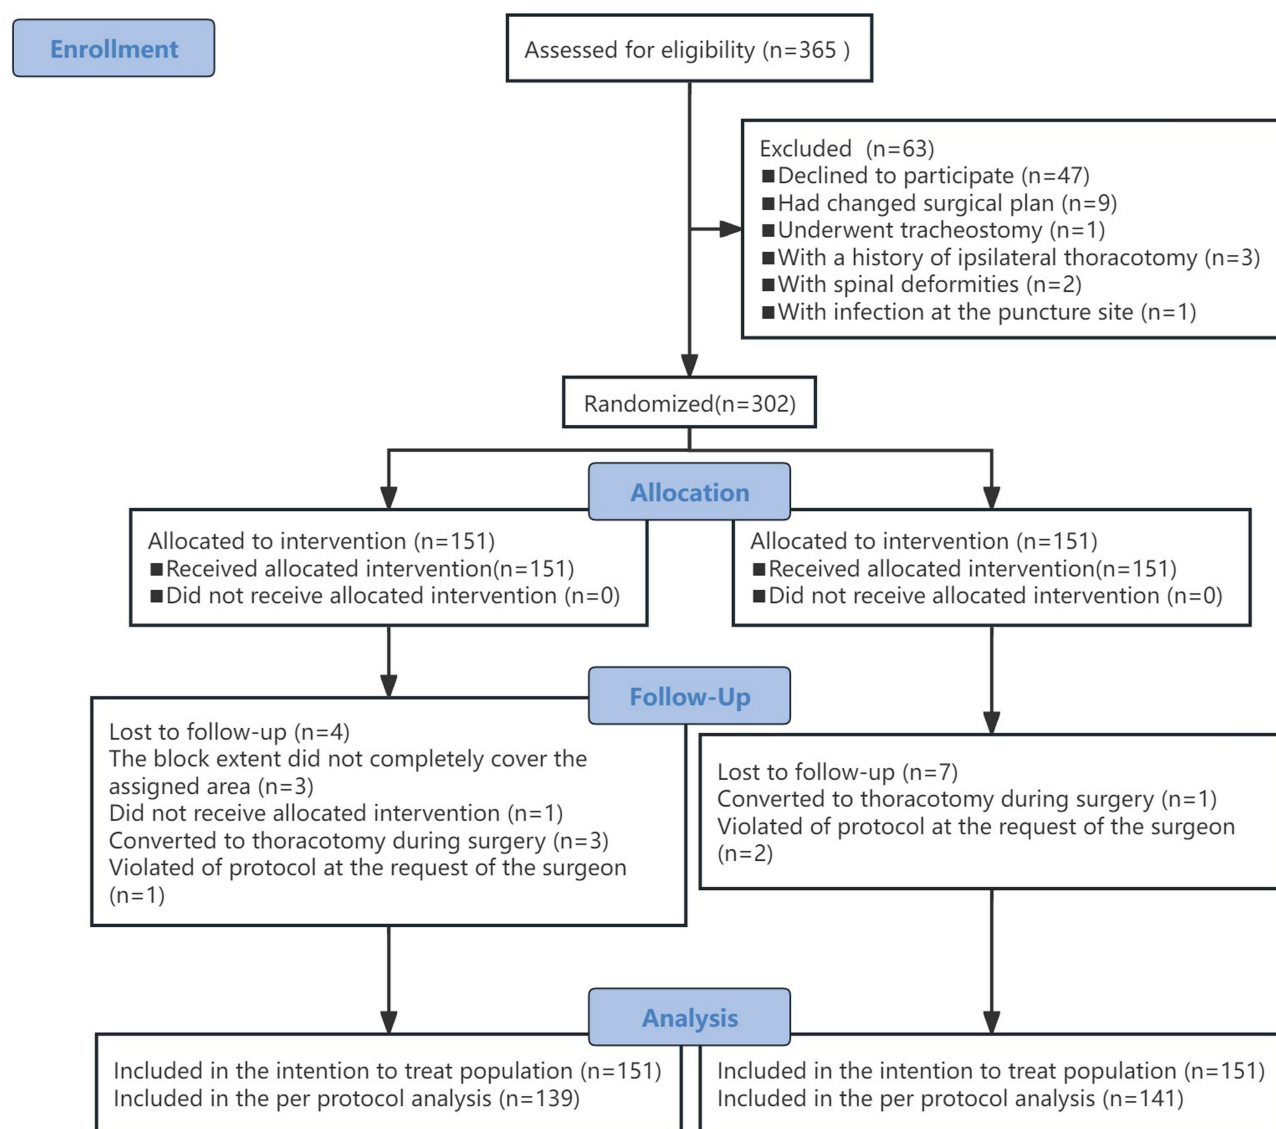 Enrollment
Assessed for eligibility (n=365 )
Excluded  (n=63)
■Declined to participate (n=47)
■Had changed surgical plan (n=9)
■Underwent tracheostomy (n=1)
■With a history of ipsilateral thoracotomy (n=3)
■With spinal deformities (n=2)
■With infection at the puncture site (n=1)
Randomized(n=302)
Allocation
Allocated to intervention (n=151)
■Received allocated intervention(n=151)
■Did not receive allocated intervention (n=0)
Allocated to intervention (n=151)
■Received allocated intervention(n=151)
■Did not receive allocated intervention (n=0)
Follow-Up
Lost to follow-up (n=4)
The block extent did not completely cover the
assigned area (n=3)
Did not receive allocated intervention (n=1)
Converted to thoracotomy during surgery (n=3)
Violated of protocol at the request of the surgeon
(n=1)
Lost to follow-up (n=7)
Converted to thoracotomy during surgery (n=1)
Violated of protocol at the request of the surgeon
(n=2)
Analysis
Included in the intention to treat population (n=151)
Included in the per protocol analysis (n=139)
Included in the intention to treat population (n=151)
Included in the per protocol analysis (n=141)